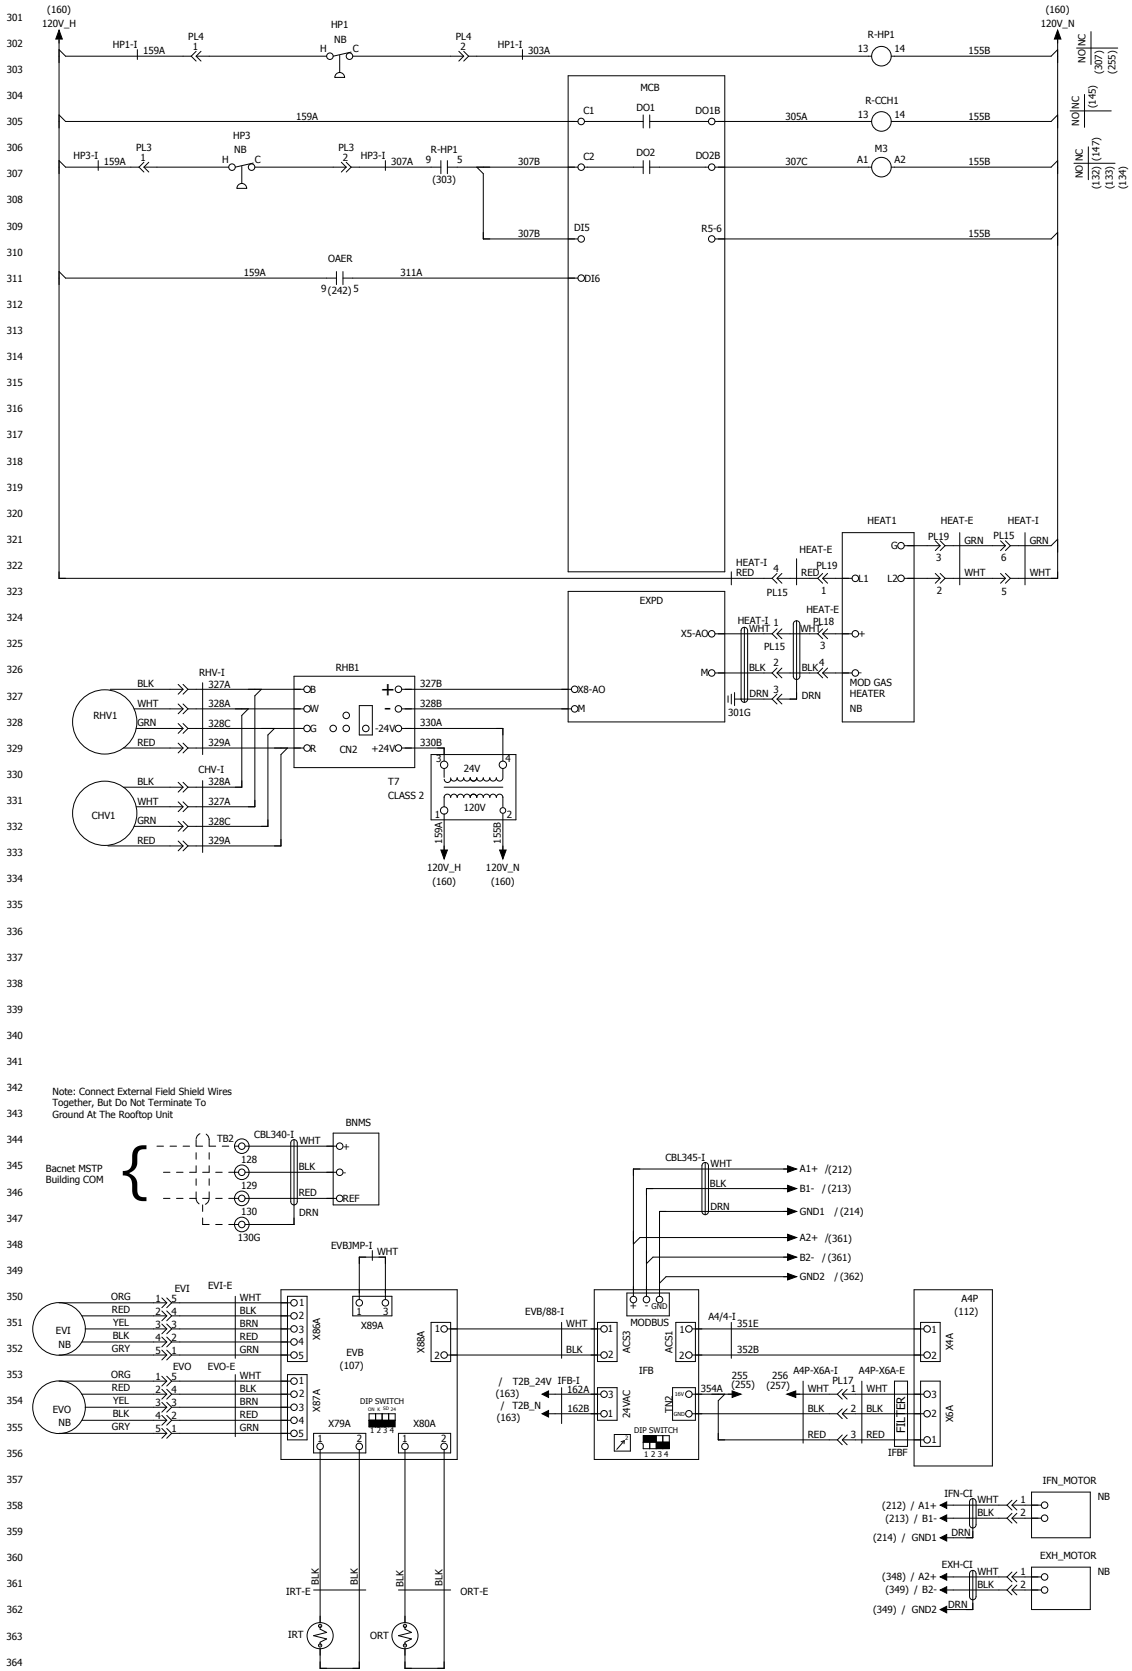 301 (160) (160)
120V_H 120V_N
HP1 R-HP1
302 HP1-I 159A PL4 1 NB H C PL4 2 HP1-I 303A 13 14 155B NO NC (307) (255)
303
304 MCB
R-CCH1
305 159A C1 DO1 DO1B 305A 13 14 155B NO NC (145)
306 HP3 M3
307 HP3-I 159A PL3 1 NB H C PL3 2 HP3-I 307A R-HP1 9 5 (303) 307B C2 DO2 DO2B 307C A1 A2 155B NO NC (147) (132) (133) (134)
308
309 307B DI5 R5-6 155B
310 OAER
311 159A 9 (242) 5 311A DI6
312
313
314
315
316
317
318
319
320 HEAT1 HEAT-E HEAT-I
321 G PL19 3 GRN PL15 6 GRN
322 HEAT-I RED 4 PL15 HEAT-E RED PL19 1 L1 L2 2 WHT 5 WHT
323 EXPD
324 X5-AO HEAT-I WHT 1 PL15 HEAT-E WHT PL18 3 +
325
326 RHB1 M BLK 2 BLK 4 -
RHV-I 301G DRN 3 DRN MOD GAS
HEATER
NB
327 BLK 327A B + 327B X8-AO
RHV1 WHT 328A W - 328B M
328 GRN 328C G -24V 330A
329 RED 329A R CN2 +24V 330B
330 CHV-I 3 24V 4
BLK 328A T7
331 WHT 327A CLASS 2 120V
CHV1 1 2
332 GRN 328C 159A 155B
333 RED 329A
120V_H 120V_N
334 (160) (160)
335
336
337
338
339
340
341
342 Note: Connect External Field Shield Wires
Together, But Do Not Terminate To
343 Ground At The Rooftop Unit
BNMS
344 TB2 CBL340-I WHT +
128
345 Bacnet MSTP BLK - CBL345-I WHT A1+ /(212)
Building COM 129
346 RED REF BLK B1- /(213)
130
347 DRN DRN GND1 /(214)
130G
348 EVBJMP-I WHT A2+ /(361)
349 B2- /(361)
GND2 /(362)
350 ORG 1 5 EVI EVI-E WHT 1 X86A 1 3 + - GND A4P
RED 2 4 BLK 2 X89A EVB/88-I MODBUS A4/4-I (112)
351 EVI YEL 3 3 BRN 3 1 X88A WHT 1 ACS3 1 ACS1 351E 1 X4A
NB BLK 4 2 RED 4 EVB
352 GRY 5 1 GRN 5 (107) 2 BLK 2 IFB 2 352B 2
353 ORG 1 5 EVO EVO-E WHT 1 X87A / T2B_24V IFB-I 255 256 A4P-X6A-I A4P-X6A-E
RED 2 4 BLK 2 (163) 162A 3 24VAC TN2 16V 354A (255) (257) WHT PL17 1 WHT 3 X6A
354 EVO YEL 3 3 BRN 3 DIP SWITCH / T2B_N
NB BLK 4 2 RED 4 ON K SD 24 (163) 162B 1 GND BLK 2 BLK FILTER 2
355 GRY 5 1 GRN 5 X79A 1 2 3 4 X80A DIP SWITCH RED 3 RED 1
1 2 1 2 2 1 2 3 4 IFBF
356
357 IFN_MOTOR
358 IFN-CI NB
(212) / A1+ WHT 1
(213) / B1- BLK 2
359 (214) / GND1 DRN
360 EXH_MOTOR
EXH-CI NB
361 IRT-E BLK BLK BLK BLK ORT-E (348) / A2+ WHT 1
(349) / B2- BLK 2
362 (349) / GND2 DRN
363 IRT ORT
364